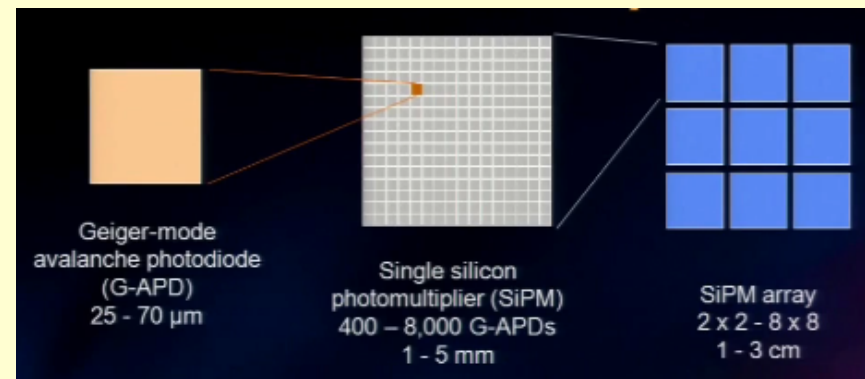 Geiger-mode
avalanche photodiode
(G-APD)
25 - 70 µm
Single silicon
photomultiplier (SiPM)
400 – 8,000 G-APDs
1 - 5 mm
SiPM array
2 x 2 - 8 x 8
1 - 3 cm